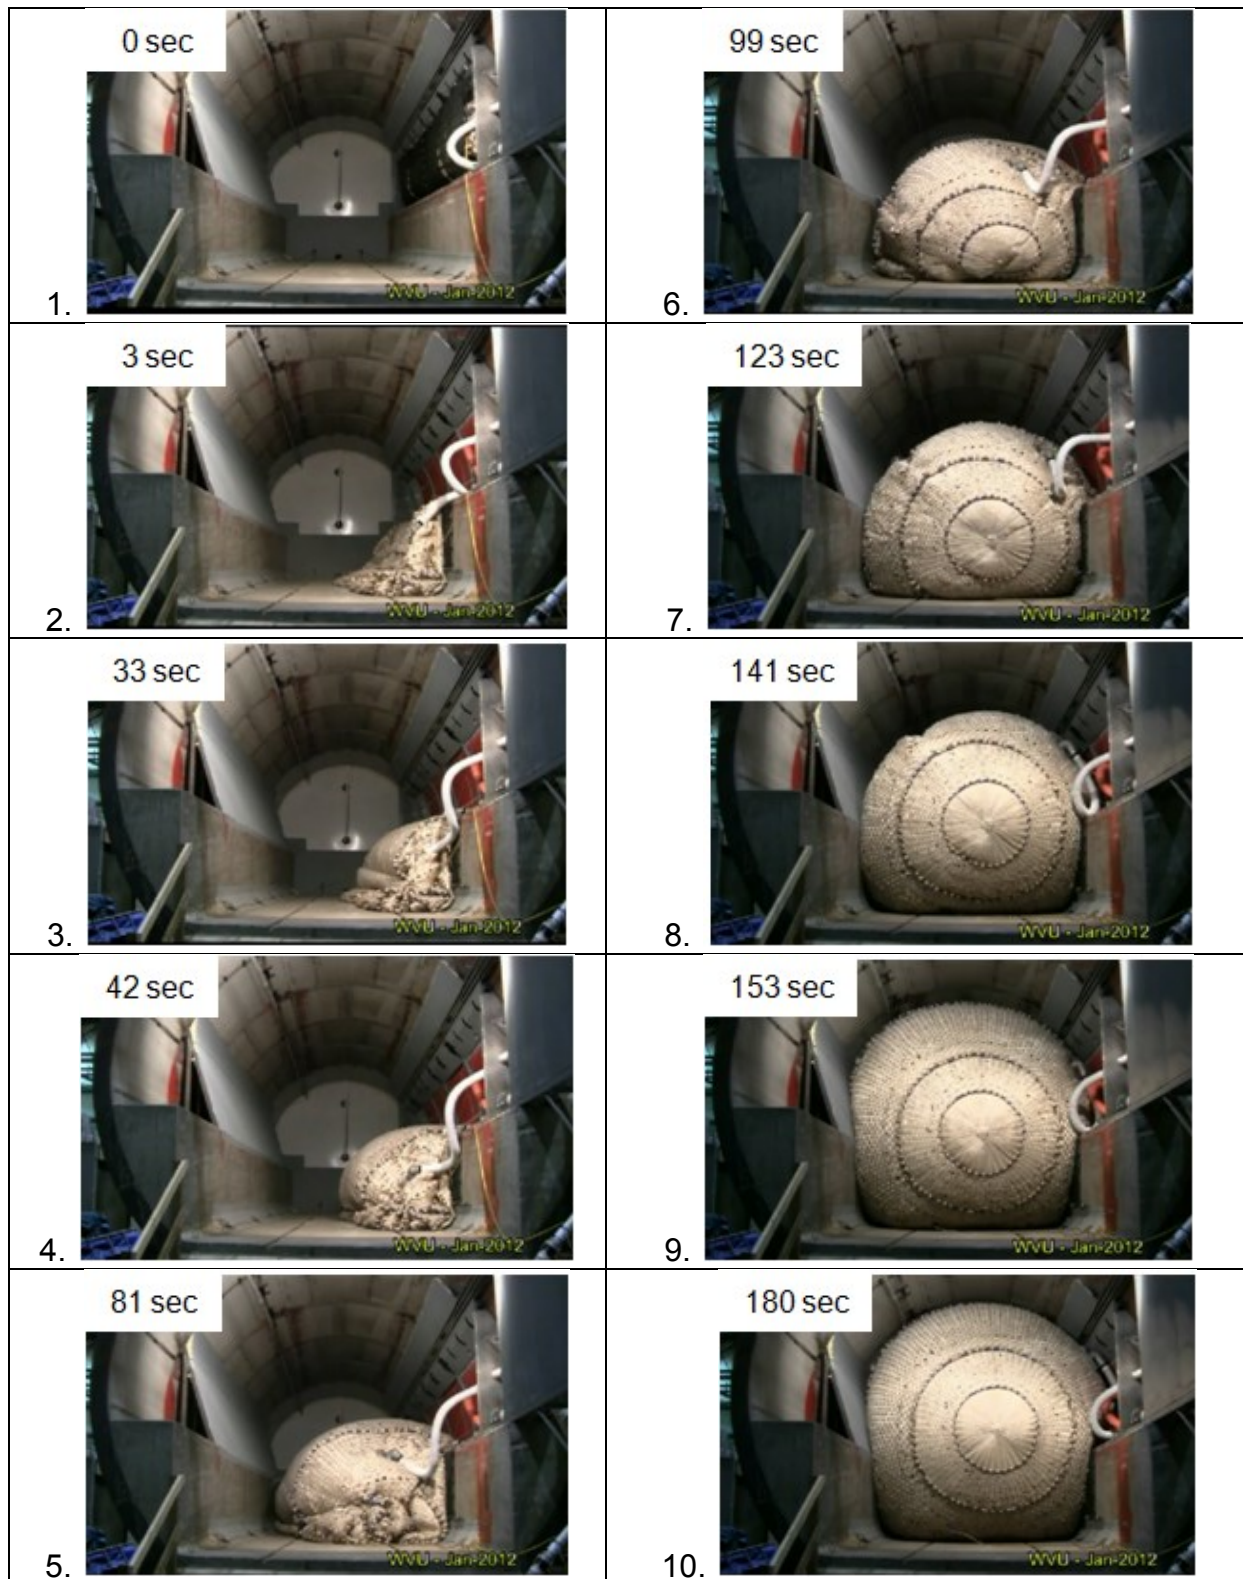 0 sec
WVU - Jan-2012
1.
3 sec
WVU - Jan-2012
2.
33 sec
WVU - Jan-2012
3.
42 sec
WVU - Jan-2012
4.
81 sec
WVU - Jan-2012
5.
99 sec
WVU - Jan-2012
6.
123 sec
WVU - Jan-2012
7.
141 sec
WVU - Jan-2012
8.
153 sec
WVU - Jan-2012
9.
180 sec
WVU - Jan-2012
10.